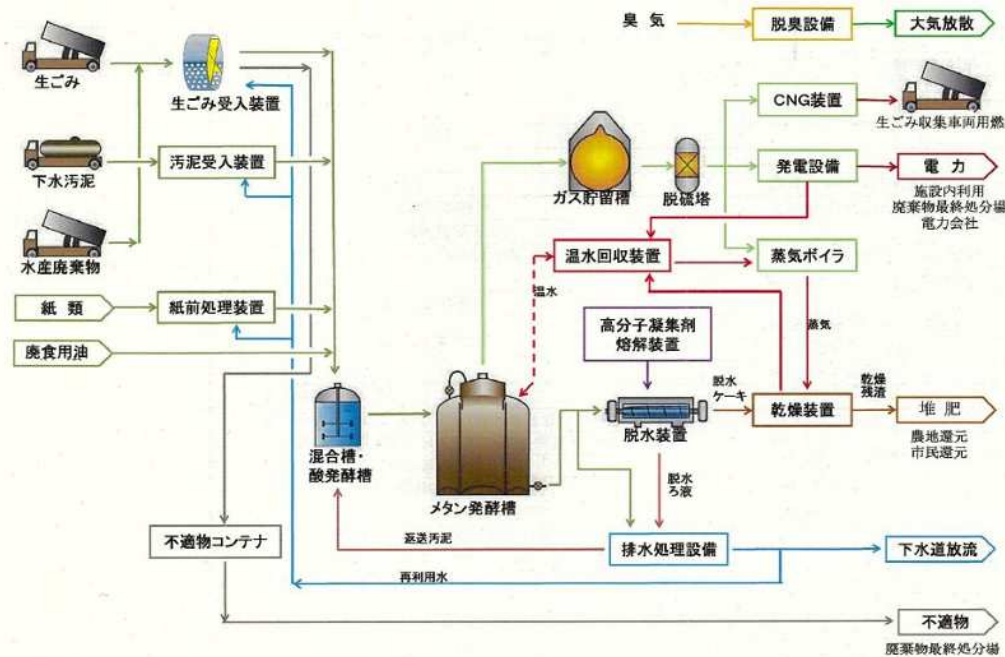 臭気
脱臭設備
大気放散
生ごみ
生ごみ受入装置
CNG装置
生ごみ収集車両用燃
下水汚泥
汚泥受入装置
ガス貯留槽
脱硫塔
発電設備
電力
施設内利用
廃棄物最終処分場
電力会社
水産廃棄物
温水回収装置
蒸気ボイラ
温水
紙類
紙前処理装置
高分子凝集剤
熔解装置
蒸気
廃食用油
脱水
ケーキ
乾燥装置
乾燥
残渣
堆肥
農地還元
市民還元
混合槽・
酸発酵槽
メタン発酵槽
脱水装置
脱水
ろ液
不適物コンテナ
返送汚泥
排水処理設備
下水道放流
再利用水
不適物
廃棄物最終処分場